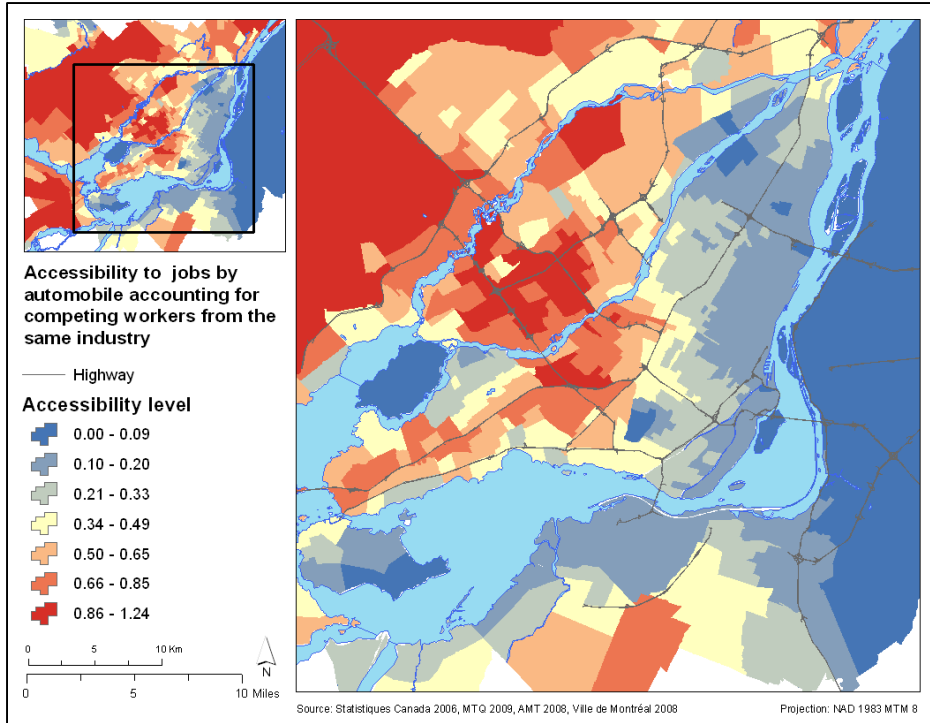 Accessibility to jobs by
automobile accounting for
competing workers from the
same industry
Highway
Accessibility level
0.00 - 0.09
0.10 - 0.20
0.21 - 0.33
0.34 - 0.49
0.50 - 0.65
0.66 - 0.85
0.86 - 1.24
0 5 10 Km
N
0 5 10 Miles
Source: Statistiques Canada 2006, MTQ 2009, AMT 2008, Ville de Montréal 2008
Projection: NAD 1983 MTM 8